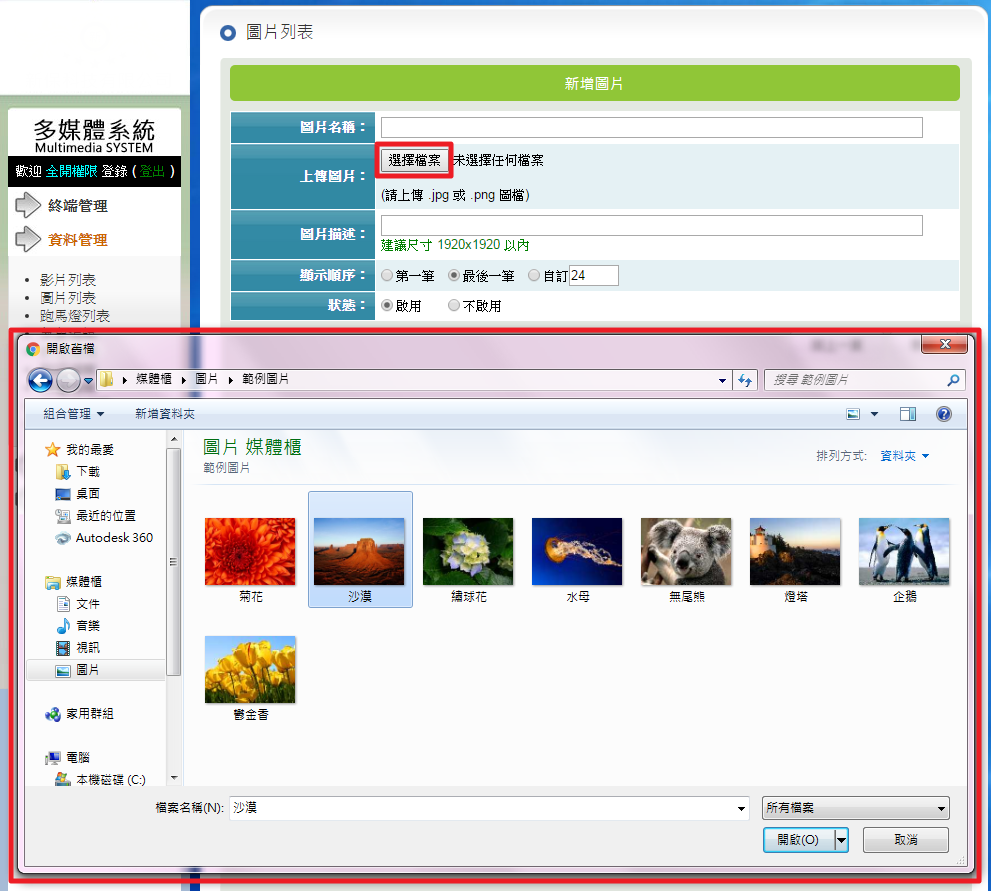 圖片列表
新增圖片
圖片名稱：
上傳圖片：
選擇檔案 未選擇任何檔案
(請上傳 .jpg 或 .png 圖檔)
圖片描述：
建議尺寸 1920x1920 以內
顯示順序：
第一筆 最後一筆 自訂 24
狀態：
啟用 不啟用
多媒體系統
Multimedia SYSTEM
歡迎 全開權限 登錄 ( 登出 )
終端管理
資料管理
影片列表
圖片列表
跑馬燈列表
開啟舊檔
媒體櫃 圖片 範例圖片
搜尋 範例圖片
組合管理 新增資料夾
我的最愛
下載
桌面
最近的位置
Autodesk 360
媒體櫃
文件
音樂
視訊
圖片
家用群組
電腦
本機磁碟 (C:)
圖片 媒體櫃
範例圖片
排列方式: 資料夾
菊花 沙漠 繡球花 水母 無尾熊 燈塔 企鵝
鬱金香
檔案名稱(N): 沙漠 所有檔案
開啟(O) 取消